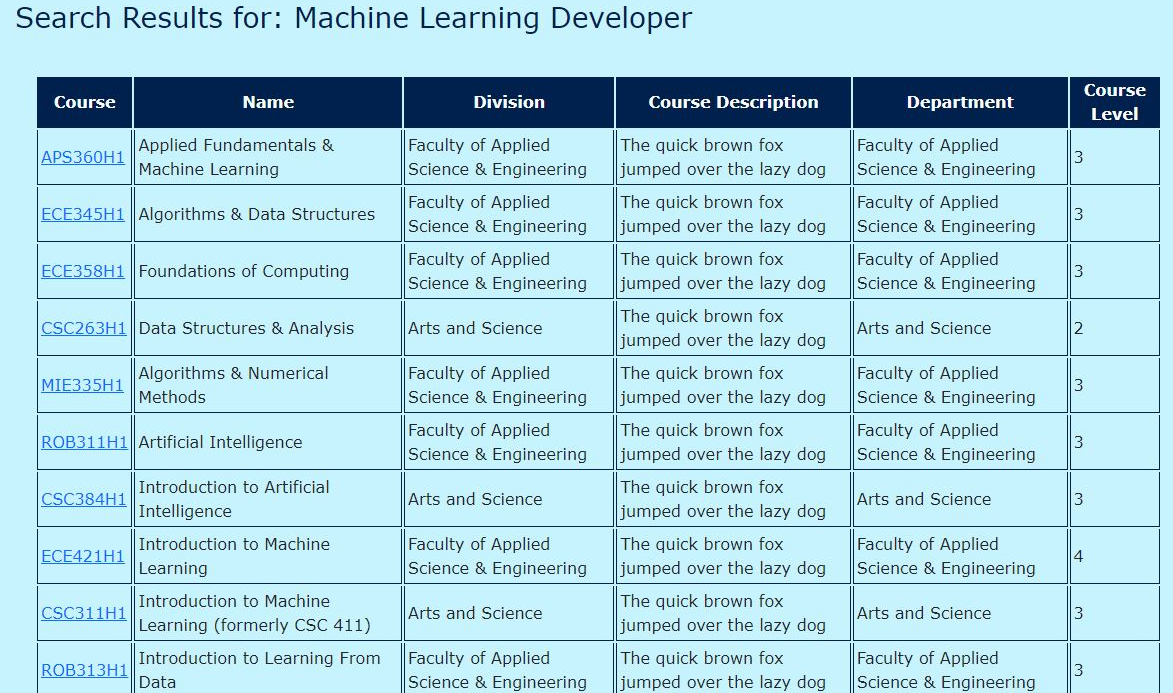 Search Results for: Machine Learning Developer
Course Name Division Course Description Department Course Level
APS360H1 Applied Fundamentals & Machine Learning Faculty of Applied Science & Engineering The quick brown fox jumped over the lazy dog Faculty of Applied Science & Engineering 3
ECE345H1 Algorithms & Data Structures Faculty of Applied Science & Engineering The quick brown fox jumped over the lazy dog Faculty of Applied Science & Engineering 3
ECE358H1 Foundations of Computing Faculty of Applied Science & Engineering The quick brown fox jumped over the lazy dog Faculty of Applied Science & Engineering 3
CSC263H1 Data Structures & Analysis Arts and Science The quick brown fox jumped over the lazy dog Arts and Science 2
MIE335H1 Algorithms & Numerical Methods Faculty of Applied Science & Engineering The quick brown fox jumped over the lazy dog Faculty of Applied Science & Engineering 3
ROB311H1 Artificial Intelligence Faculty of Applied Science & Engineering The quick brown fox jumped over the lazy dog Faculty of Applied Science & Engineering 3
CSC384H1 Introduction to Artificial Intelligence Arts and Science The quick brown fox jumped over the lazy dog Arts and Science 3
ECE421H1 Introduction to Machine Learning Faculty of Applied Science & Engineering The quick brown fox jumped over the lazy dog Faculty of Applied Science & Engineering 4
CSC311H1 Introduction to Machine Learning (formerly CSC 411) Arts and Science The quick brown fox jumped over the lazy dog Arts and Science 3
ROB313H1 Introduction to Learning From Data Faculty of Applied Science & Engineering The quick brown fox jumped over the lazy dog Faculty of Applied Science & Engineering 3